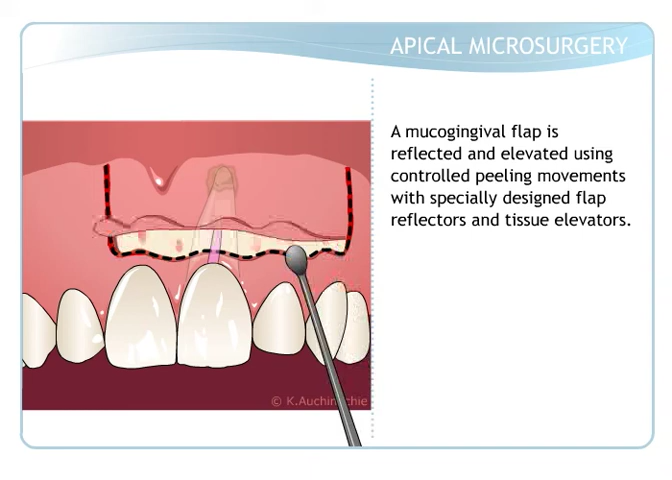 APICAL MICROSURGERY
A mucogingival flap is
reflected and elevated using
controlled peeling movements
with specially designed flap
reflectors and tissue elevators.
© K.